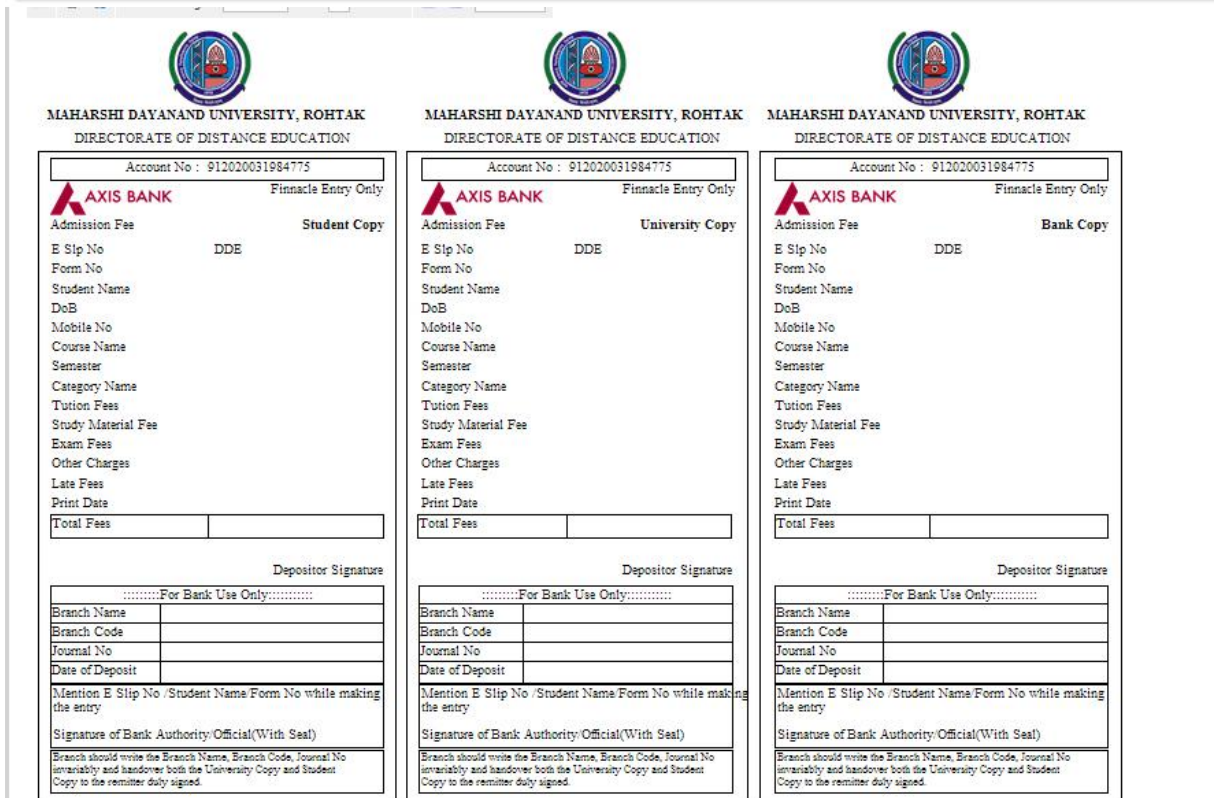 MAHARSHI DAYANAND UNIVERSITY, ROHTAK
DIRECTORATE OF DISTANCE EDUCATION
Account No : 912020031984775
AXIS BANK
Finnacle Entry Only
Admission Fee Student Copy
E Slp No DDE
Form No
Student Name
DoB
Mobile No
Course Name
Semester
Category Name
Tution Fees
Study Material Fee
Exam Fees
Other Charges
Late Fees
Print Date
Total Fees
Depositor Signature
:::::::::For Bank Use Only:::::::::::
Branch Name
Branch Code
Journal No
Date of Deposit
Mention E Slip No /Student Name/Form No while making
the entry
Signature of Bank Authority/Official(With Seal)
Branch should write the Branch Name, Branch Code, Journal No
invariably and handover both the University Copy and Student
Copy to the remitter duly signed.
MAHARSHI DAYANAND UNIVERSITY, ROHTAK
DIRECTORATE OF DISTANCE EDUCATION
Account No : 912020031984775
AXIS BANK
Finnacle Entry Only
Admission Fee University Copy
E Slp No DDE
Form No
Student Name
DoB
Mobile No
Course Name
Semester
Category Name
Tution Fees
Study Material Fee
Exam Fees
Other Charges
Late Fees
Print Date
Total Fees
Depositor Signature
:::::::::For Bank Use Only:::::::::::
Branch Name
Branch Code
Journal No
Date of Deposit
Mention E Slip No /Student Name/Form No while making
the entry
Signature of Bank Authority/Official(With Seal)
Branch should write the Branch Name, Branch Code, Journal No
invariably and handover both the University Copy and Student
Copy to the remitter duly signed.
MAHARSHI DAYANAND UNIVERSITY, ROHTAK
DIRECTORATE OF DISTANCE EDUCATION
Account No : 912020031984775
AXIS BANK
Finnacle Entry Only
Admission Fee Bank Copy
E Slp No DDE
Form No
Student Name
DoB
Mobile No
Course Name
Semester
Category Name
Tution Fees
Study Material Fee
Exam Fees
Other Charges
Late Fees
Print Date
Total Fees
Depositor Signature
:::::::::For Bank Use Only:::::::::::
Branch Name
Branch Code
Journal No
Date of Deposit
Mention E Slip No /Student Name/Form No while making
the entry
Signature of Bank Authority/Official(With Seal)
Branch should write the Branch Name, Branch Code, Journal No
invariably and handover both the University Copy and Student
Copy to the remitter duly signed.